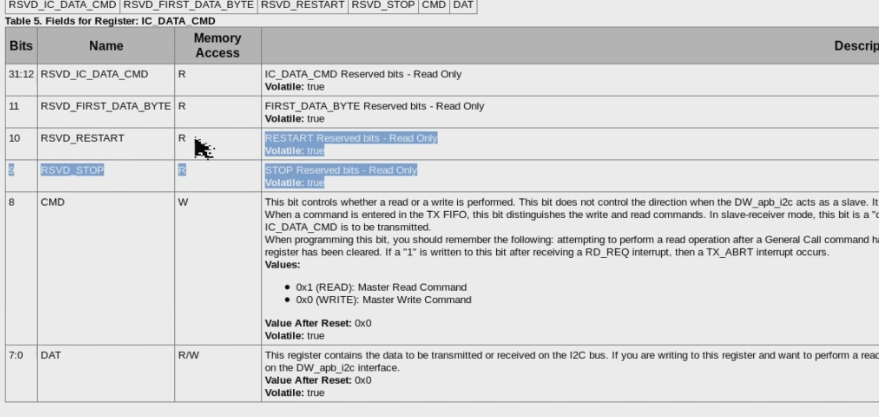 RSVD_IC_DATA_CMD RSVD_FIRST_DATA_BYTE RSVD_RESTART RSVD_STOP CMD DAT
Table 5. Fields for Register: IC_DATA_CMD
Bits Name Memory Access Descrip
31:12 RSVD_IC_DATA_CMD R IC_DATA_CMD Reserved bits - Read Only
Volatile: true
11 RSVD_FIRST_DATA_BYTE R FIRST_DATA_BYTE Reserved bits - Read Only
Volatile: true
10 RSVD_RESTART R RESTART Reserved bits - Read Only
Volatile: true
9 RSVD_STOP R STOP Reserved bits - Read Only
Volatile: true
8 CMD W This bit controls whether a read or a write is performed. This bit does not control the direction when the DW_apb_i2c acts as a slave. It
When a command is entered in the TX FIFO, this bit distinguishes the write and read commands. In slave-receiver mode, this bit is a "d
IC_DATA_CMD is to be transmitted.
When programming this bit, you should remember the following: attempting to perform a read operation after a General Call command ha
register has been cleared. If a "1" is written to this bit after receiving a RD_REQ interrupt, then a TX_ABRT interrupt occurs.
Values:
● 0x1 (READ): Master Read Command
● 0x0 (WRITE): Master Write Command
Value After Reset: 0x0
Volatile: true
7:0 DAT R/W This register contains the data to be transmitted or received on the I2C bus. If you are writing to this register and want to perform a read
on the DW_apb_i2c interface.
Value After Reset: 0x0
Volatile: true